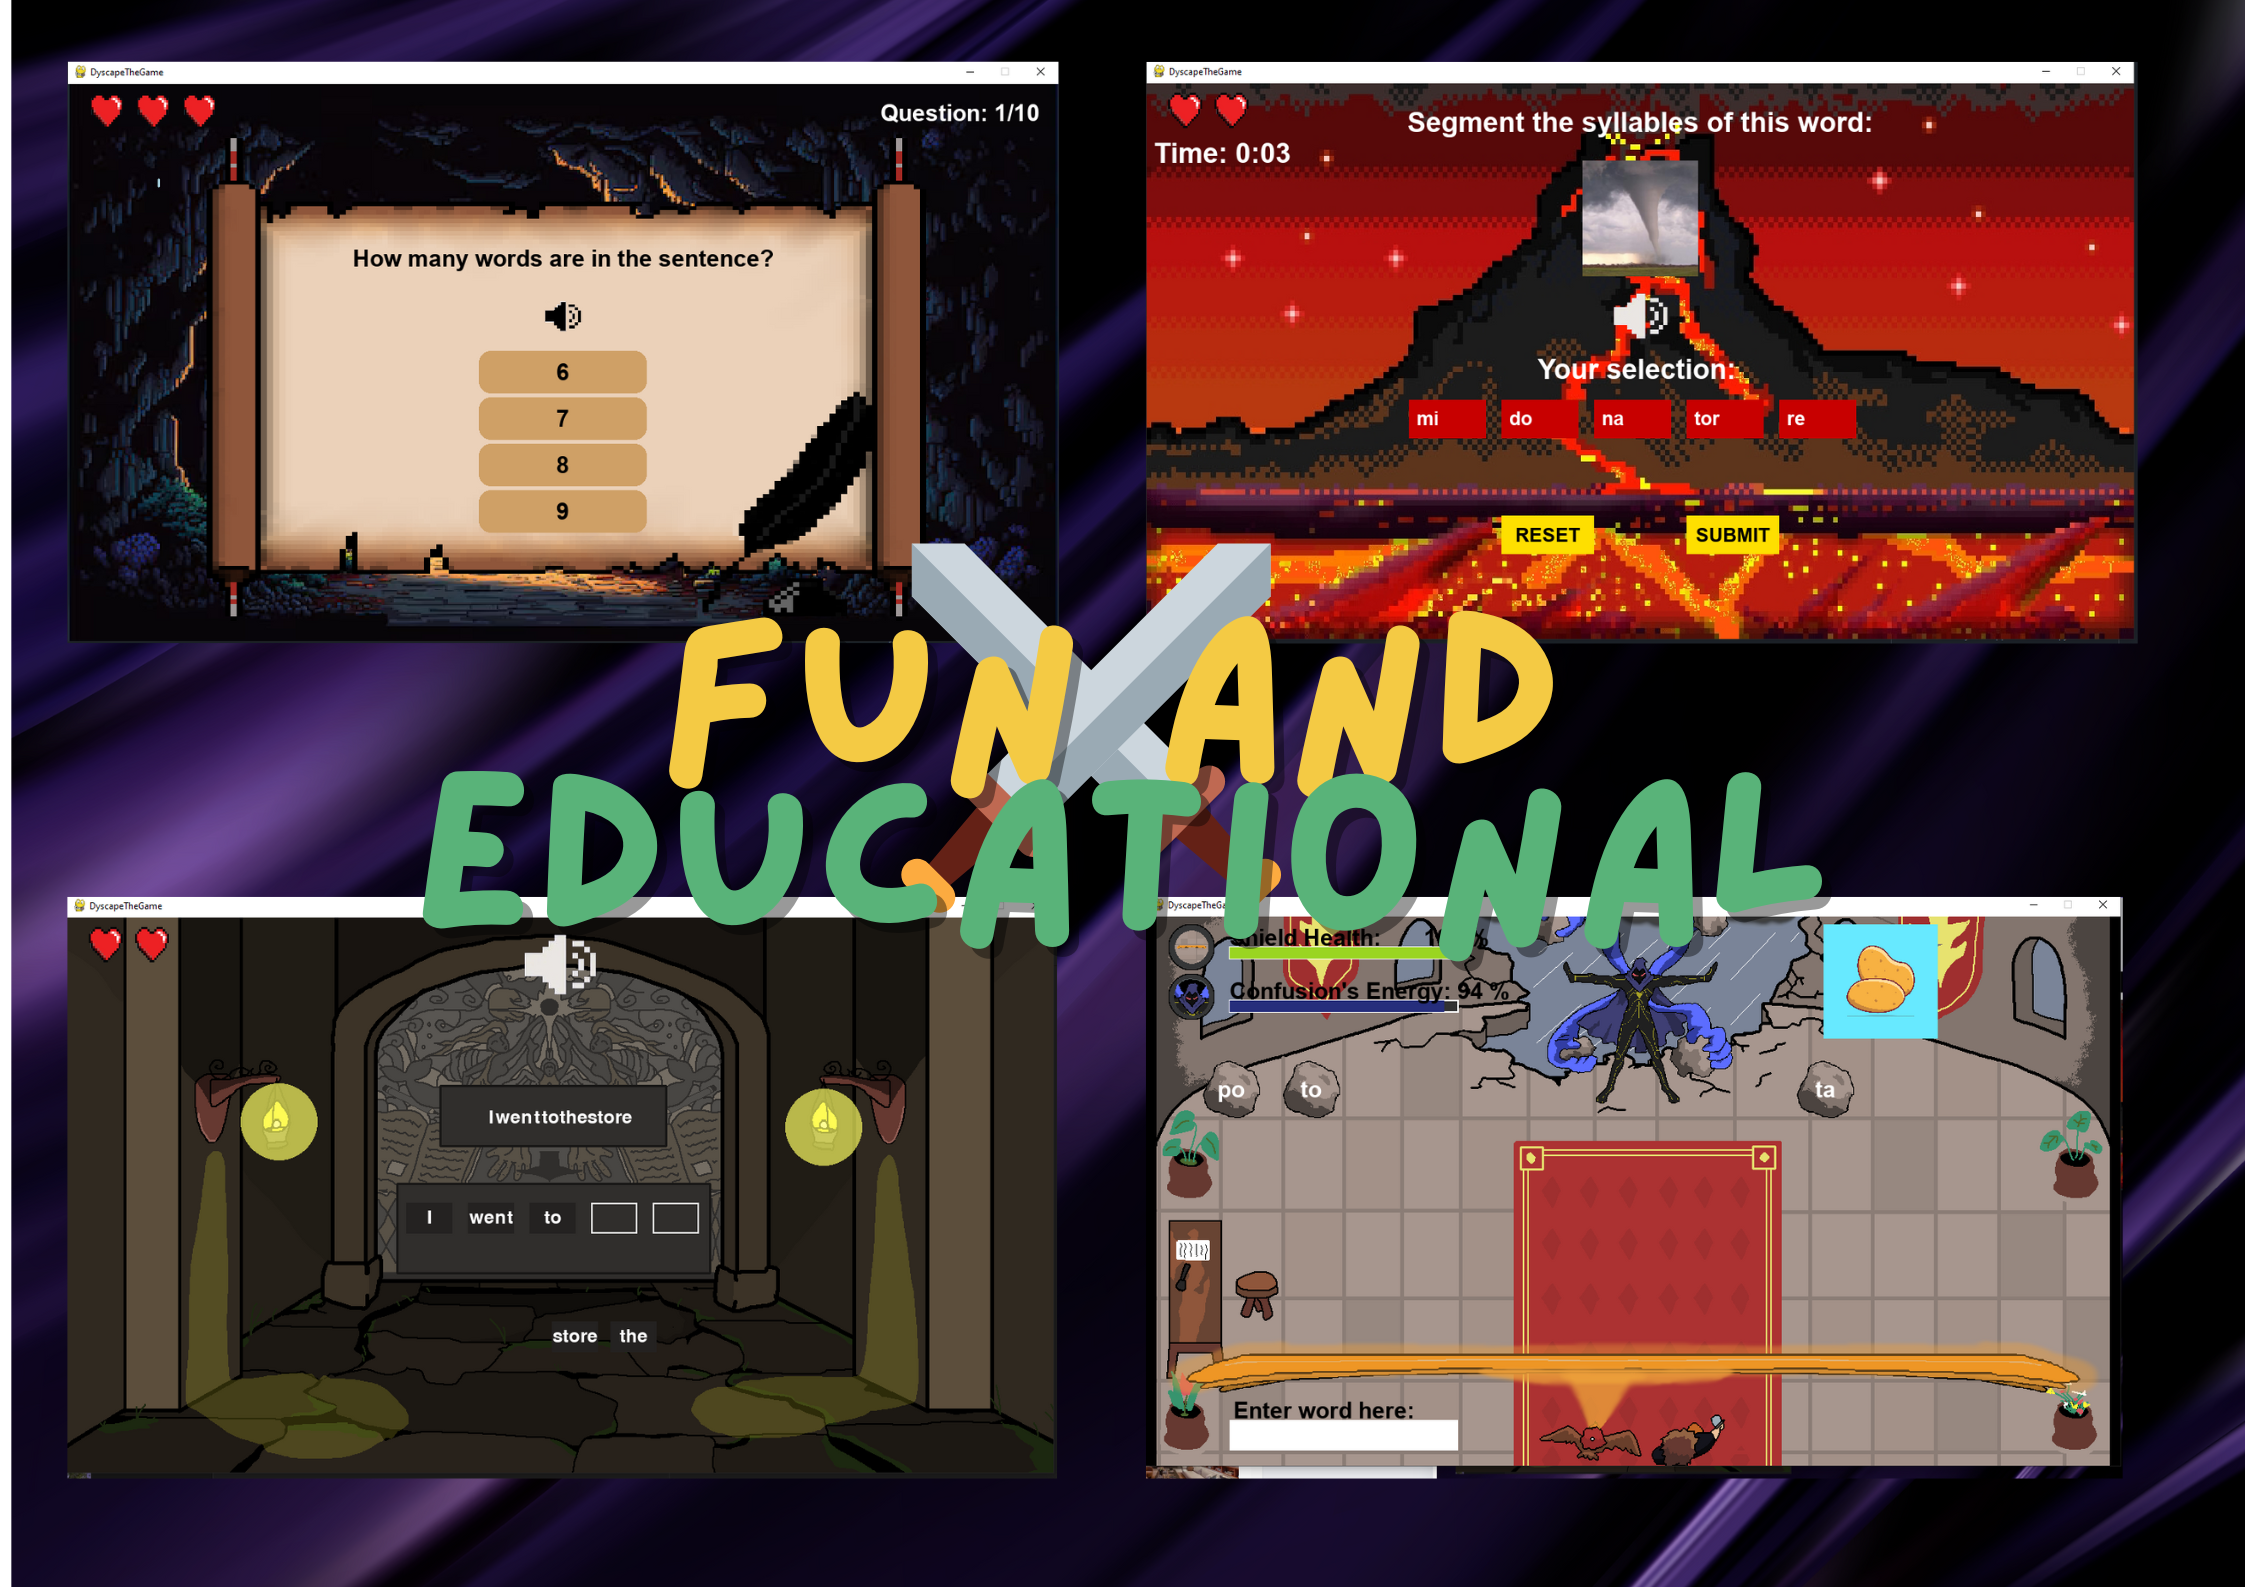 DyscapeTheGame
Question: 1/10
How many words are in the sentence?
6
7
8
9
DyscapeTheGame
Segment the syllables of this word:
Time: 0:03
Your selection:
mi do na tor re
RESET SUBMIT
FUN AND
EDUCATIONAL
DyscapeTheGame
Iwenttothestore
I went to
store the
Shield Health:
Confusion's Energy: 94 %
po to ta
Enter word here: